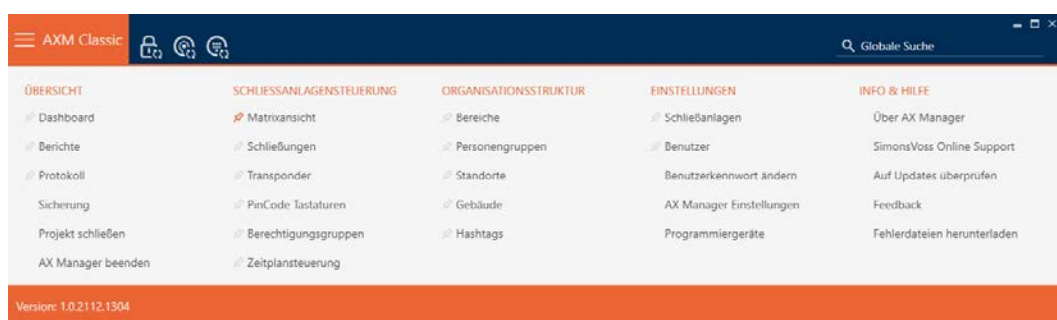 AXM Classic
Globale Suche
ÜBERSICHT
Dashboard
Berichte
Protokoll
Sicherung
Projekt schließen
AX Manager beenden
SCHLIESSANLAGENSTEUERUNG
Matrixansicht
Schließungen
Transponder
PinCode Tastaturen
Berechtigungsgruppen
Zeitplansteuerung
ORGANISATIONSSTRUKTUR
Bereiche
Personengruppen
Standorte
Gebäude
Hashtags
EINSTELLUNGEN
Schließanlagen
Benutzer
Benutzerkennwort ändern
AX Manager Einstellungen
Programmiergeräte
INFO & HILFE
Über AX Manager
SimonsVoss Online Support
Auf Updates überprüfen
Feedback
Fehlerdateien herunterladen
Version: 1.0.2112.1304